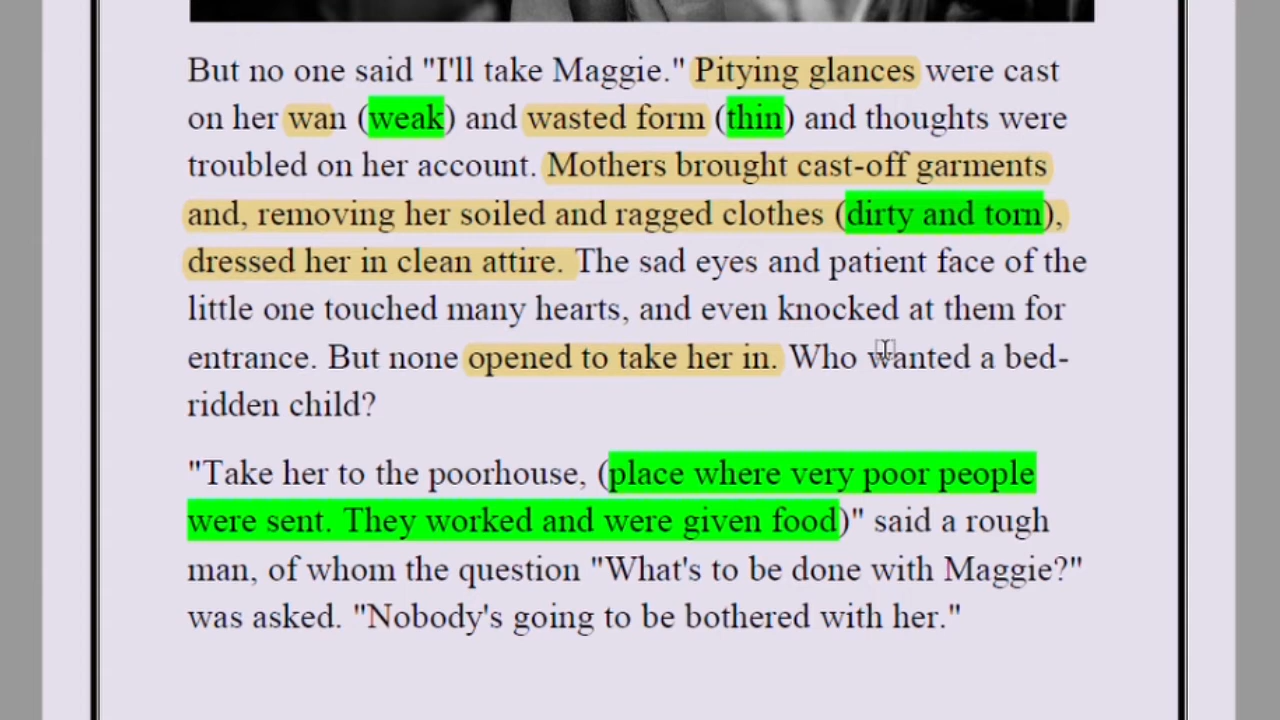 But no one said "I'll take Maggie." Pitying glances were cast
on her wan (weak) and wasted form (thin) and thoughts were
troubled on her account. Mothers brought cast-off garments
and, removing her soiled and ragged clothes (dirty and torn),
dressed her in clean attire. The sad eyes and patient face of the
little one touched many hearts, and even knocked at them for
entrance. But none opened to take her in. Who wanted a bed-
ridden child?
"Take her to the poorhouse, (place where very poor people
were sent. They worked and were given food)" said a rough
man, of whom the question "What's to be done with Maggie?"
was asked. "Nobody's going to be bothered with her."